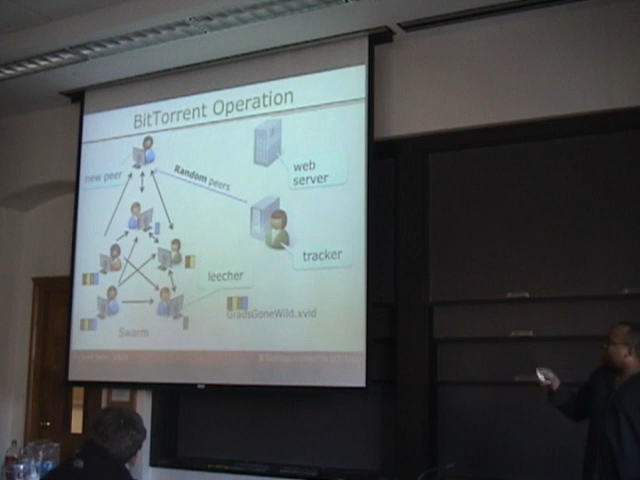 BitTorrent Operation
new peer
Random peers
web
server
tracker
leecher
GradsGoneWild.xvid
Swarm